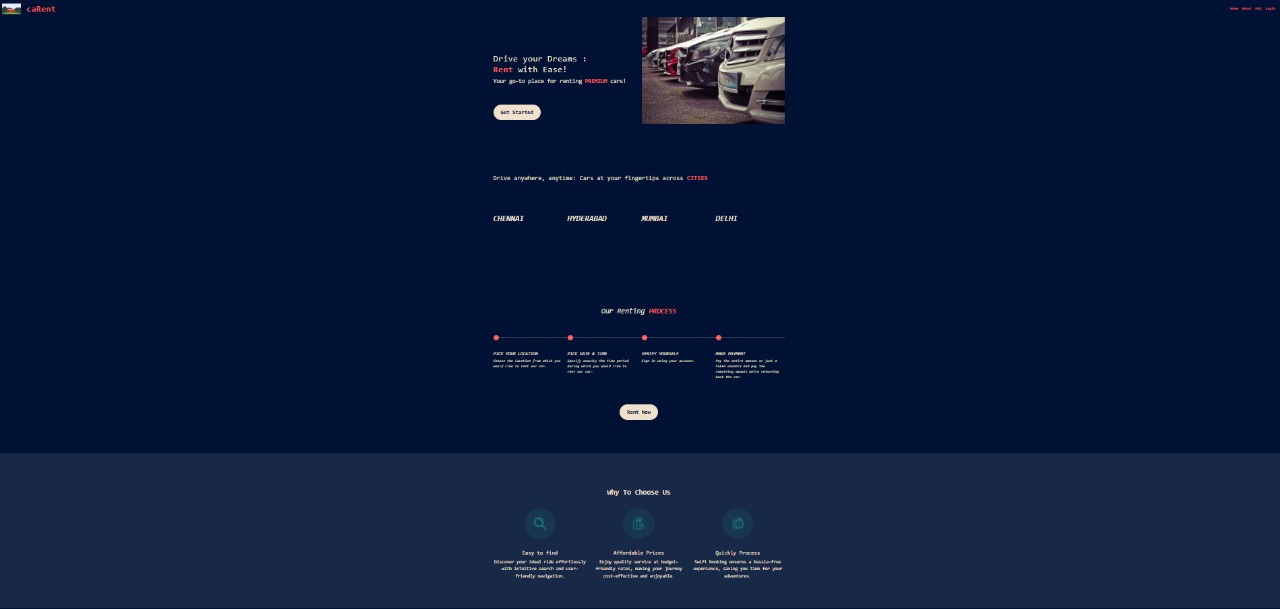 caRent
Home About FAQ Login
Drive your Dreams :
Rent with Ease!
Your go-to place for renting PREMIUM cars!
Get Started
Drive anywhere, anytime: Cars at your fingertips across CITIES
CHENNAI HYDERABAD MUMBAI DELHI
Our Renting PROCESS
PICK YOUR LOCATION
Choose the location from which you
would like to rent our car.
PICK DATE & TIME
Specify exactly the time period
during which you would like to
rent our car.
VERIFY YOURSELF
Sign in using your account.
MAKE PAYMENT
Pay the entire amount or just a
token advance and pay the
remaining amount while returning
back the car.
Rent Now
Why To Choose Us
Easy to find
Discover your ideal ride effortlessly
with intuitive search and user-
friendly navigation.
Affordable Prices
Enjoy quality service at budget-
friendly rates, making your journey
cost-effective and enjoyable.
Quickly Process
Swift booking ensures a hassle-free
experience, saving you time for your
adventures.